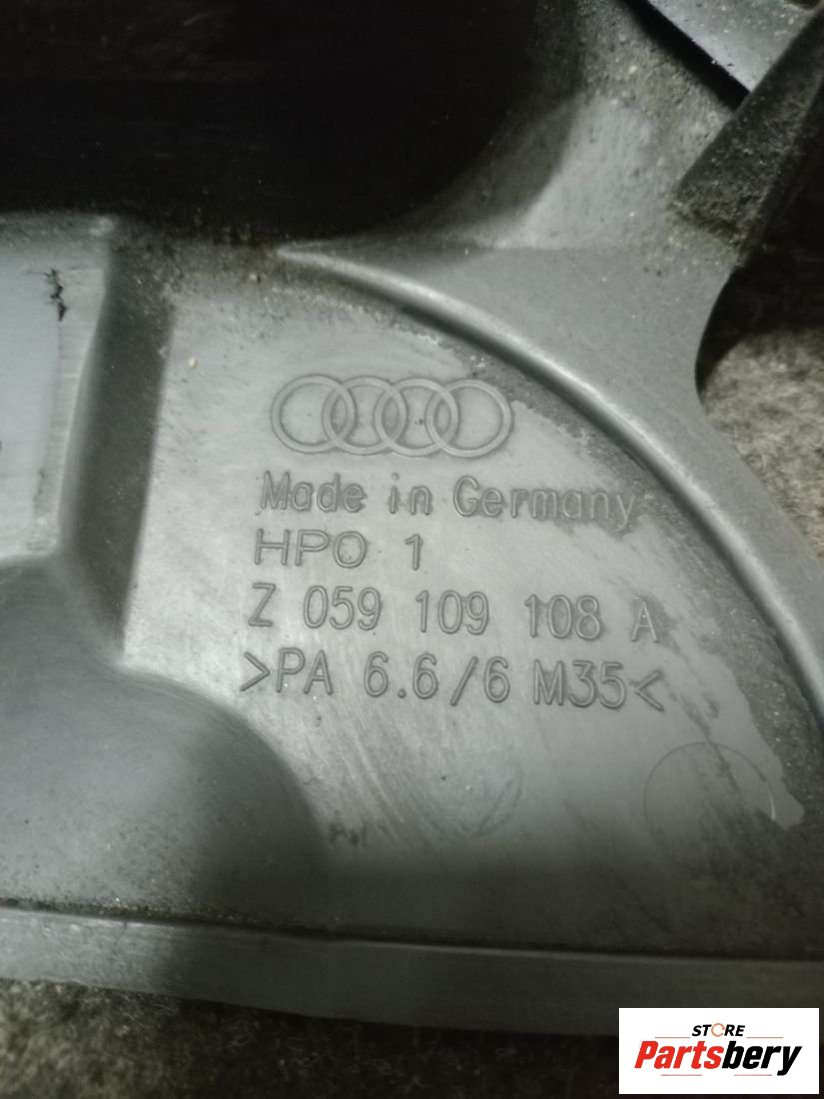 Made in Germany
HPO 1
Z 059 109 108 A
>PA 6.6/6 M35<
STORE
Partsbery